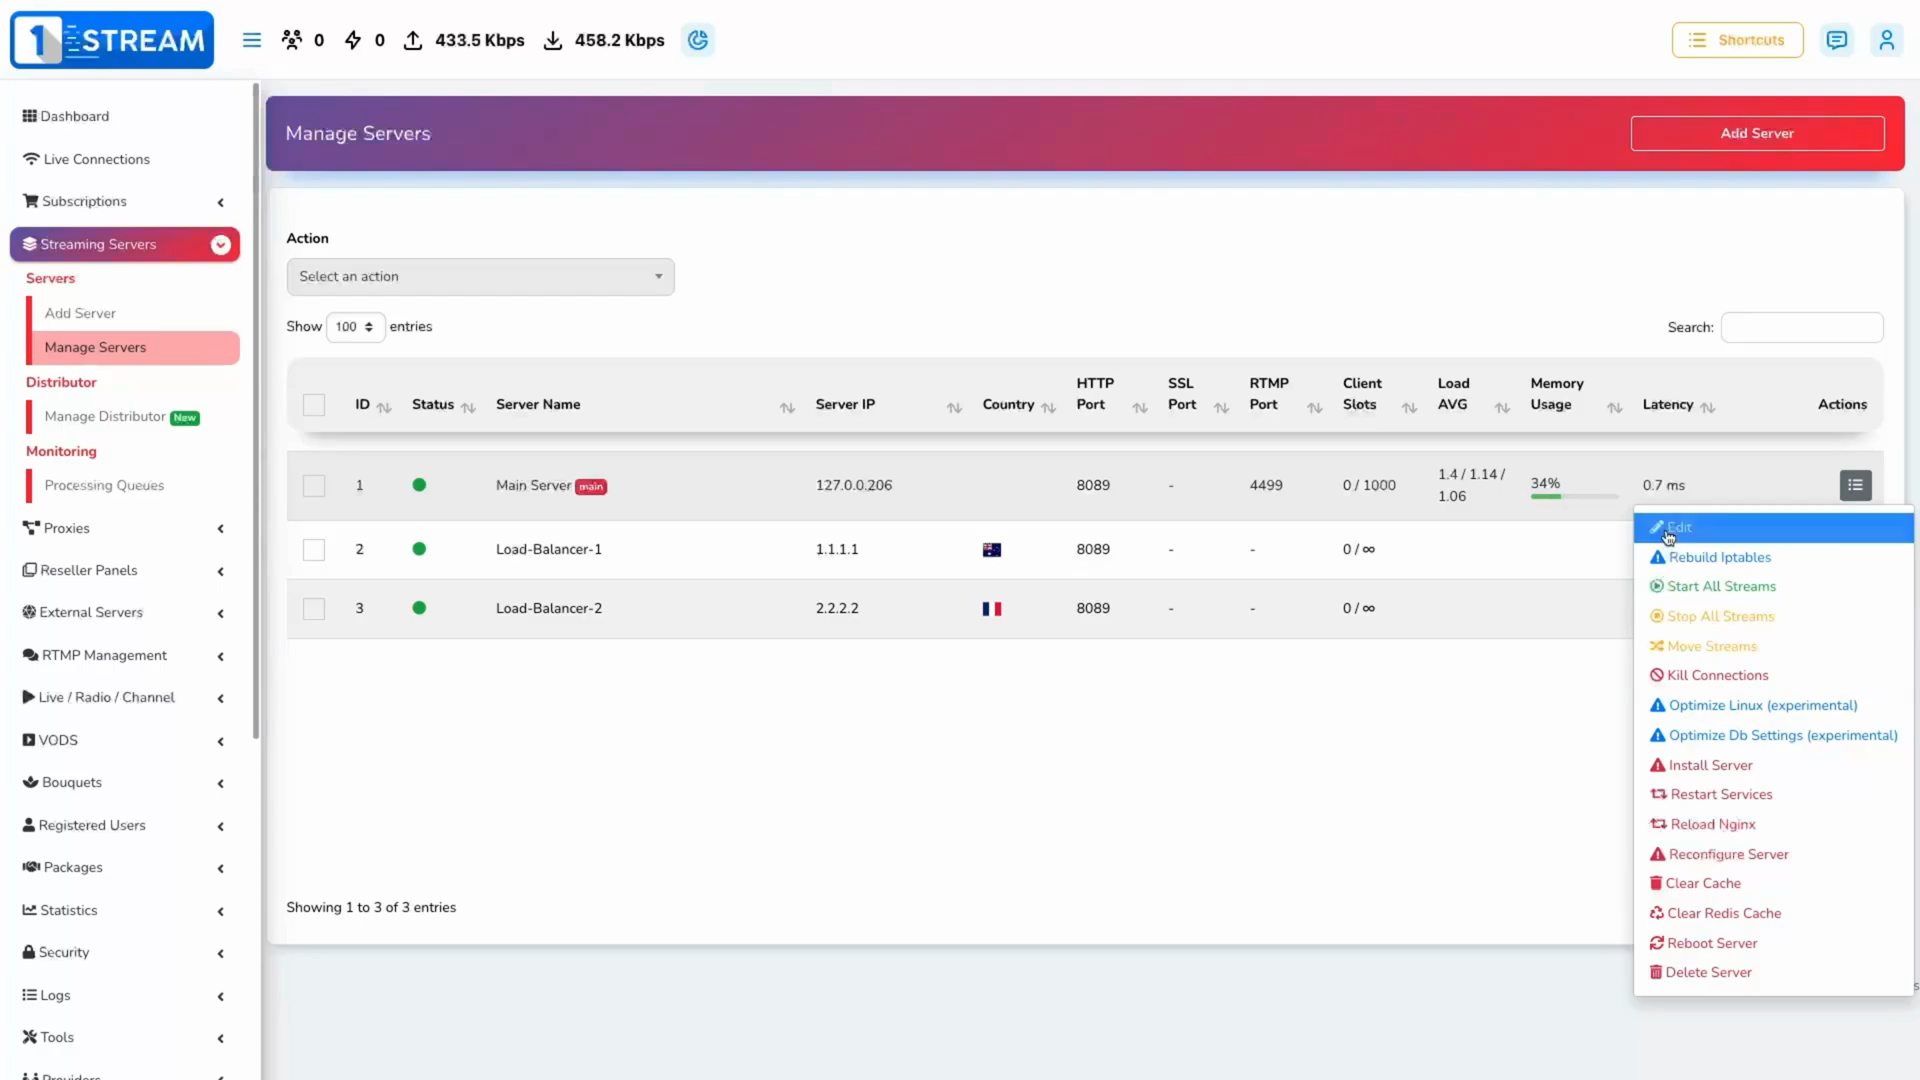 1 STREAM
0
0
433.5 Kbps
458.2 Kbps
Shortcuts
Dashboard
Live Connections
Subscriptions
Streaming Servers
Servers
Add Server
Manage Servers
Distributor
Manage Distributor New
Monitoring
Processing Queues
Proxies
Reseller Panels
External Servers
RTMP Management
Live / Radio / Channel
VODS
Bouquets
Registered Users
Packages
Statistics
Security
Logs
Tools
Providers
Manage Servers
Add Server
Action
Select an action
Show 100 entries
Search:
ID Status Server Name Server IP Country HTTP Port SSL Port RTMP Port Client Slots Load AVG Memory Usage Latency Actions
1 Main Server main 127.0.0.206 8089 - 4499 0 / 1000 1.4 / 1.14 / 1.06 34% 0.7 ms
2 Load-Balancer-1 1.1.1.1 8089 - - 0 / ∞
3 Load-Balancer-2 2.2.2.2 8089 - - 0 / ∞
Edit
Rebuild Iptables
Start All Streams
Stop All Streams
Move Streams
Kill Connections
Optimize Linux (experimental)
Optimize Db Settings (experimental)
Install Server
Restart Services
Reload Nginx
Reconfigure Server
Clear Cache
Clear Redis Cache
Reboot Server
Delete Server
Showing 1 to 3 of 3 entries